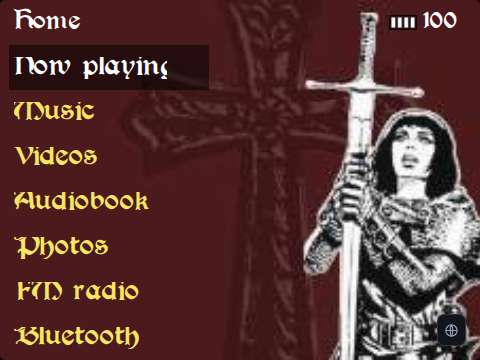 Home
100
Now playing
Music
Videos
Audiobook
Photos
FM radio
Bluetooth